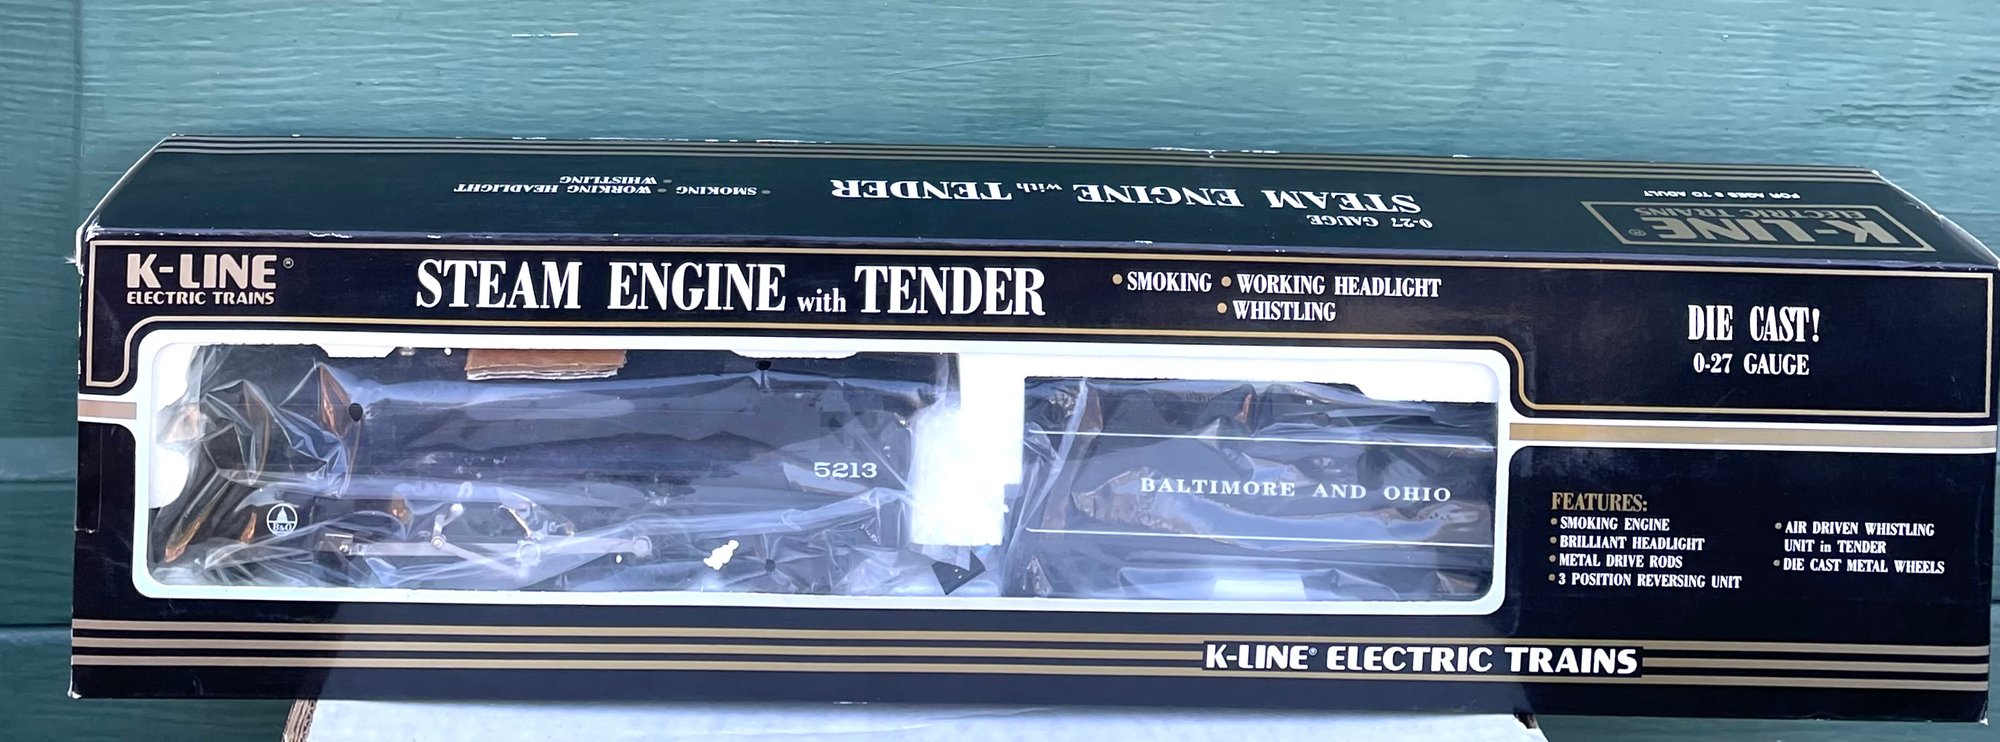 K-LINE®
ELECTRIC TRAINS
FOR AGES 8 TO ADULT
0-27 GAUGE
STEAM ENGINE with TENDER
• SMOKING • WORKING HEADLIGHT
• WHISTLING
K-LINE®
ELECTRIC TRAINS
STEAM ENGINE with TENDER
• SMOKING • WORKING HEADLIGHT
• WHISTLING
DIE CAST!
0-27 GAUGE
5213
B&O
BALTIMORE AND OHIO
FEATURES:
• SMOKING ENGINE
• BRILLIANT HEADLIGHT
• METAL DRIVE RODS
• 3 POSITION REVERSING UNIT
• AIR DRIVEN WHISTLING
UNIT in TENDER
• DIE CAST METAL WHEELS
K-LINE® ELECTRIC TRAINS